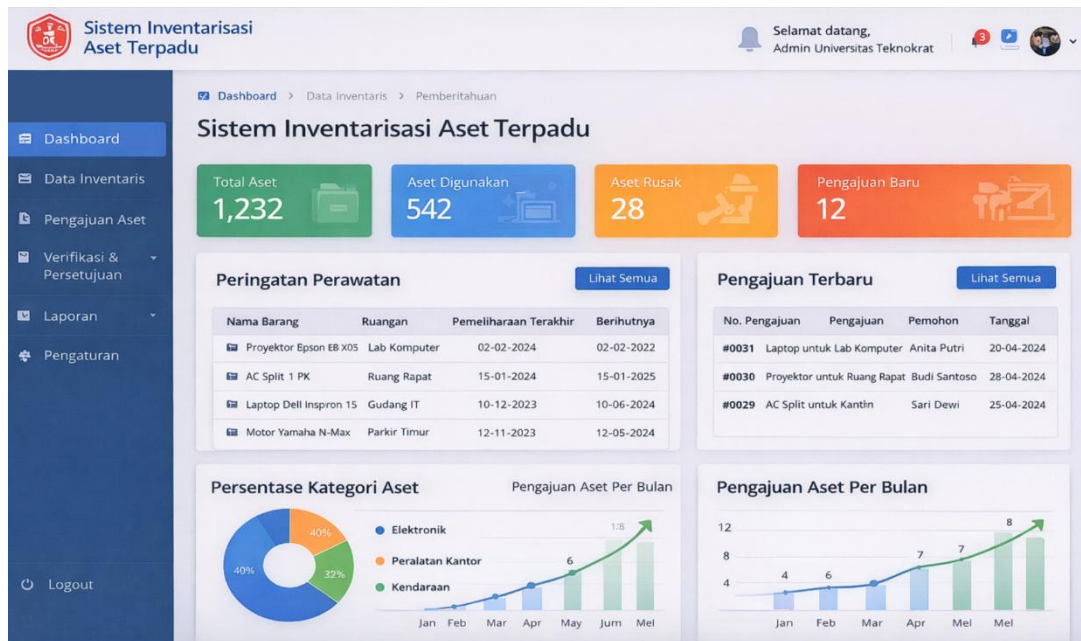 Sistem Inventarisasi
Aset Terpadu
Selamat datang,
Admin Universitas Teknokrat
3
Dashboard > Data Inventaris > Pemberitahuan
Sistem Inventarisasi Aset Terpadu
Dashboard
Data Inventaris
Pengajuan Aset
Verifikasi &
Persetujuan
Laporan
Pengaturan
Logout
Total Aset
1,232
Aset Digunakan
542
Aset Rusak
28
Pengajuan Baru
12
Peringatan Perawatan
Lihat Semua
Nama Barang Ruangan Pemeliharaan Terakhir Berihutnya
Proyektor Epson EB X05 Lab Komputer 02-02-2024 02-02-2022
AC Split 1 PK Ruang Rapat 15-01-2024 15-01-2025
Laptop Dell Inspron 15 Gudang IT 10-12-2023 10-06-2024
Motor Yamaha N-Max Parkir Timur 12-11-2023 12-05-2024
Pengajuan Terbaru
Lihat Semua
No. Pengajuan Pengajuan Pemohon Tanggal
#0031 Laptop untuk Lab Komputer Anita Putri 20-04-2024
#0030 Proyektor untuk Ruang Rapat Budi Santoso 28-04-2024
#0029 AC Split untuk Kantin Sari Dewi 25-04-2024
Persentase Kategori Aset
Pengajuan Aset Per Bulan
40%
40%
32%
Elektronik
Peralatan Kantor
Kendaraan
6
1:8
Jan Feb Mar Apr May Jum Mel
Pengajuan Aset Per Bulan
12
8
4
4 6 7 7 8
Jan Feb Mar Apr Mel Mel